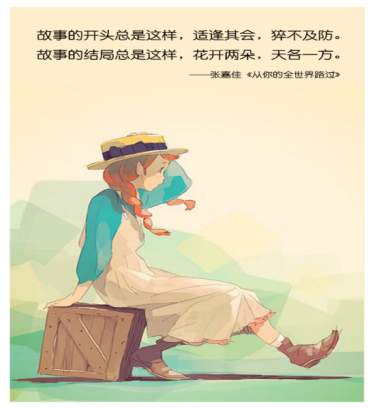 故事的开头总是这样，适逢其会，猝不及防。
故事的结局总是这样，花开两朵，天各一方。
——张嘉佳《从你的全世界路过》